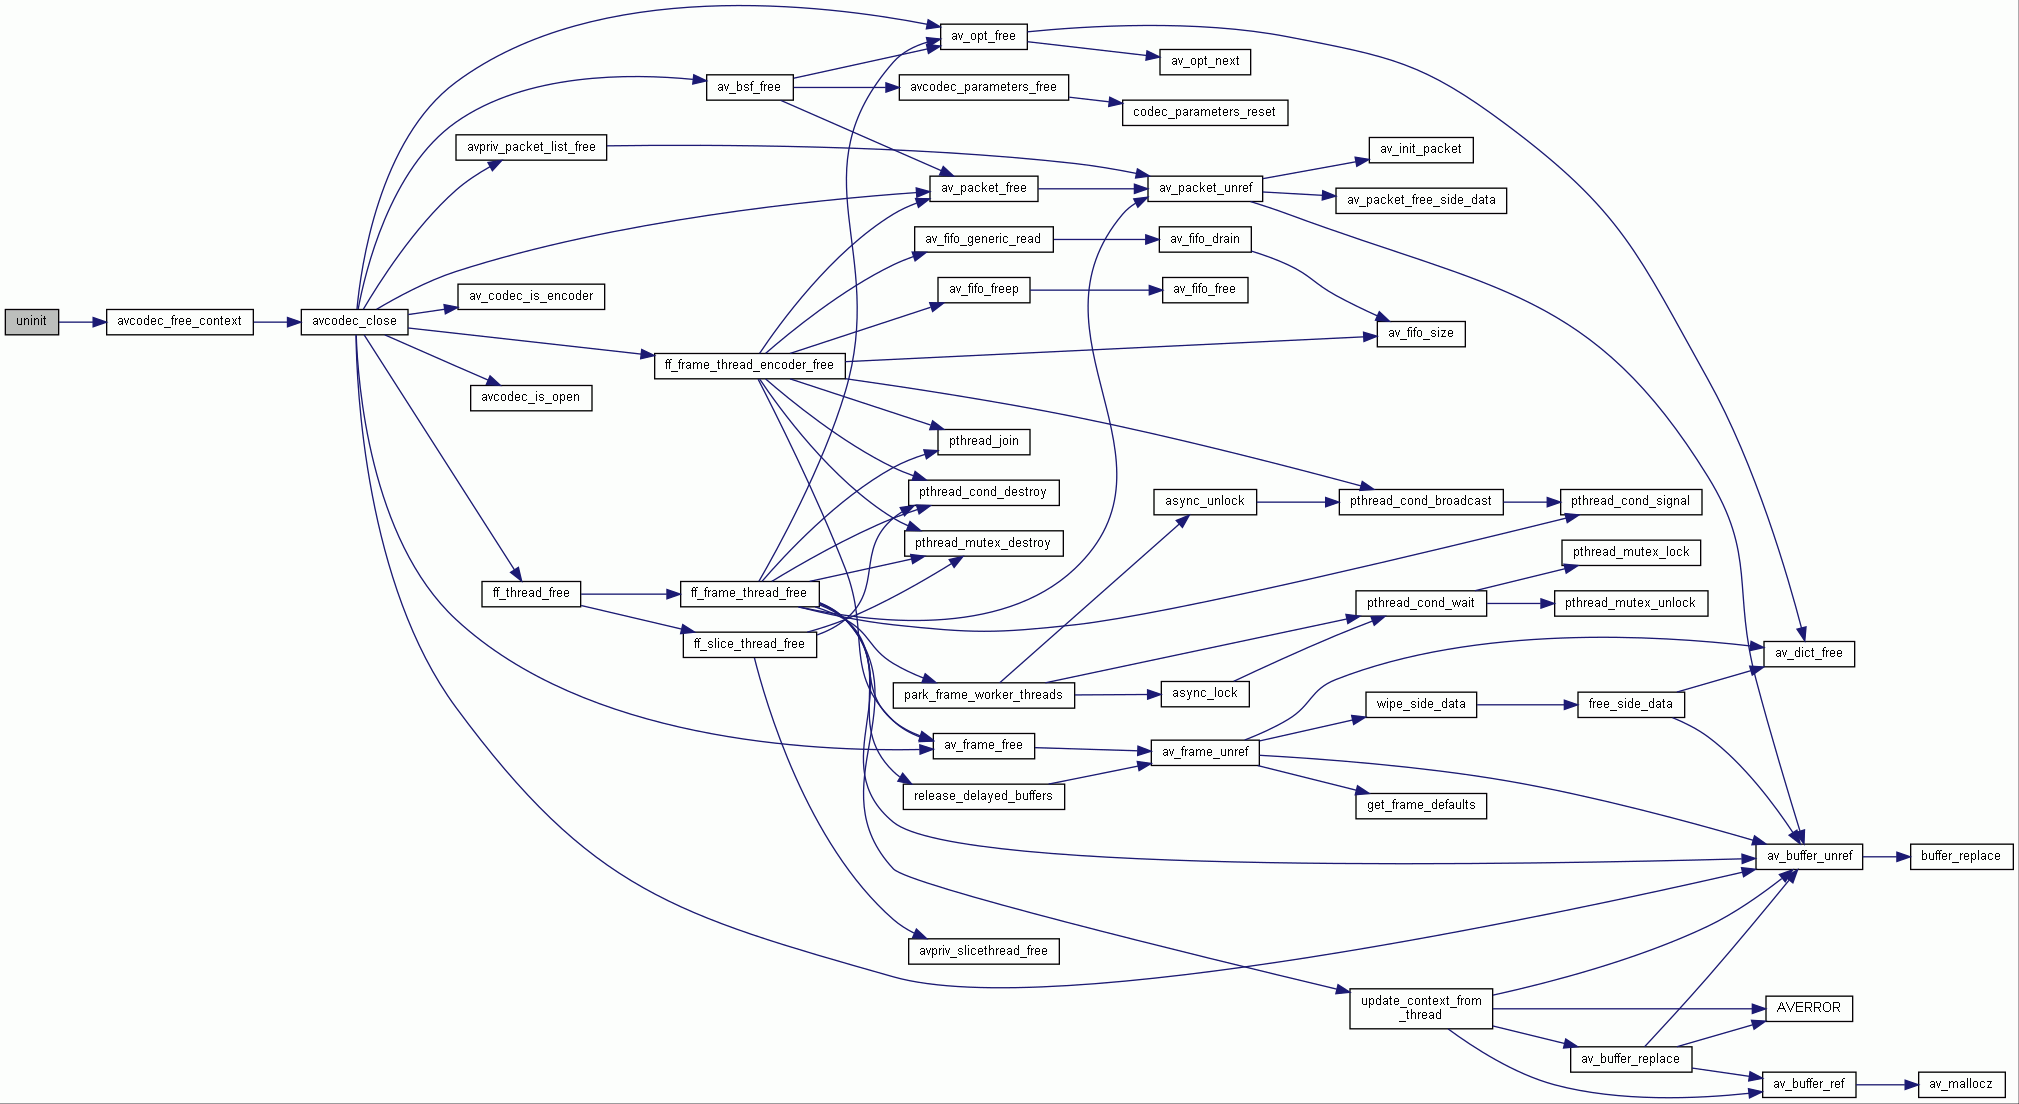 uninit
avcodec_free_context
avcodec_close
av_opt_free
av_opt_next
av_bsf_free
avcodec_parameters_free
codec_parameters_reset
avpriv_packet_list_free
av_init_packet
av_packet_free
av_packet_unref
av_packet_free_side_data
av_fifo_generic_read
av_fifo_drain
av_codec_is_encoder
av_fifo_freep
av_fifo_free
av_fifo_size
ff_frame_thread_encoder_free
avcodec_is_open
pthread_join
pthread_cond_destroy
async_unlock
pthread_cond_broadcast
pthread_cond_signal
pthread_mutex_destroy
pthread_mutex_lock
ff_thread_free
ff_frame_thread_free
pthread_cond_wait
pthread_mutex_unlock
ff_slice_thread_free
av_dict_free
park_frame_worker_threads
async_lock
wipe_side_data
free_side_data
av_frame_free
av_frame_unref
release_delayed_buffers
get_frame_defaults
av_buffer_unref
buffer_replace
avpriv_slicethread_free
update_context_from
_thread
AVERROR
av_buffer_replace
av_buffer_ref
av_mallocz